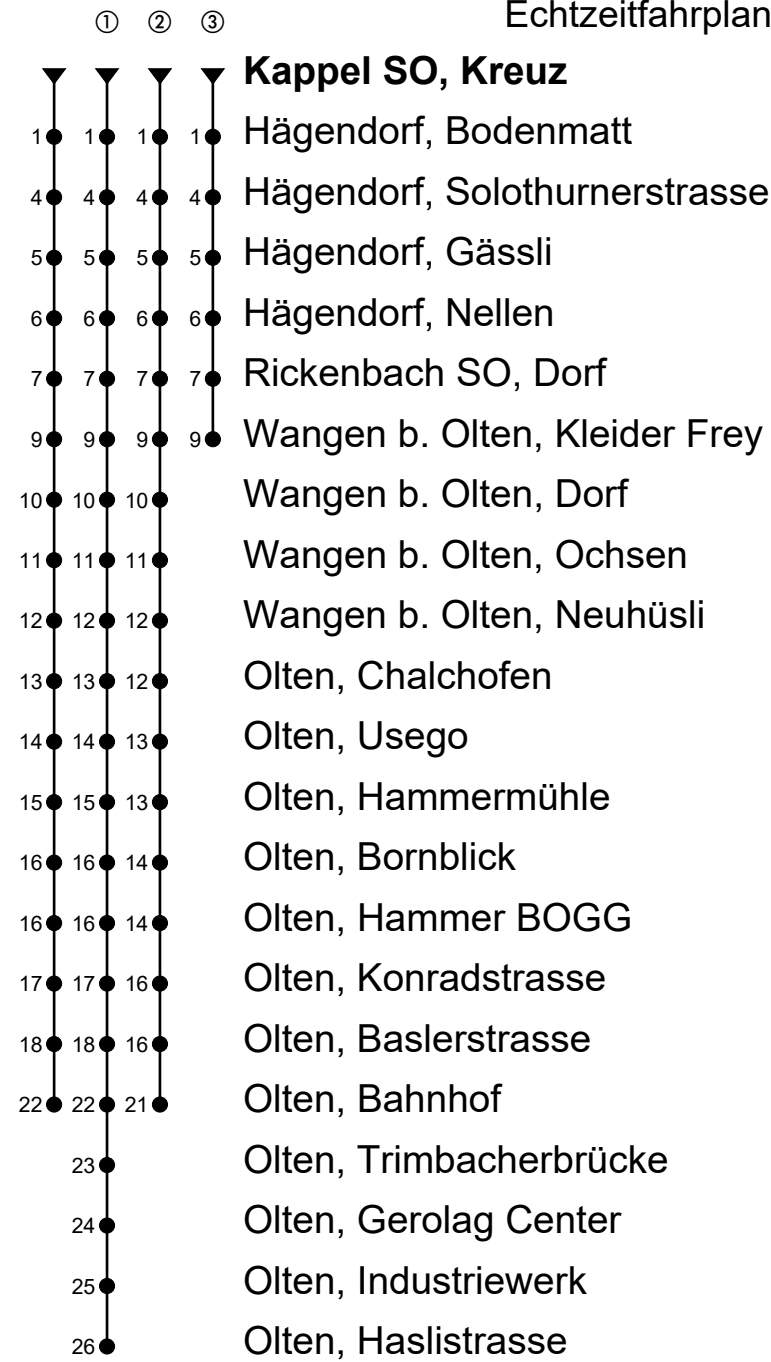 ① ② ③ Echtzeitfahrplan
Kappel SO, Kreuz
1 1 1 1 Hägendorf, Bodenmatt
4 4 4 4 Hägendorf, Solothurnerstrasse
5 5 5 5 Hägendorf, Gässli
6 6 6 6 Hägendorf, Nellen
7 7 7 7 Rickenbach SO, Dorf
9 9 9 9 Wangen b. Olten, Kleider Frey
10 10 10 Wangen b. Olten, Dorf
11 11 11 Wangen b. Olten, Ochsen
12 12 12 Wangen b. Olten, Neuhüsli
13 13 12 Olten, Chalchofen
14 14 13 Olten, Usego
15 15 13 Olten, Hammermühle
16 16 14 Olten, Bornblick
16 16 14 Olten, Hammer BOGG
17 17 16 Olten, Konradstrasse
18 18 16 Olten, Baslerstrasse
22 22 21 Olten, Bahnhof
23 Olten, Trimbacherbrücke
24 Olten, Gerolag Center
25 Olten, Industriewerk
26 Olten, Haslistrasse